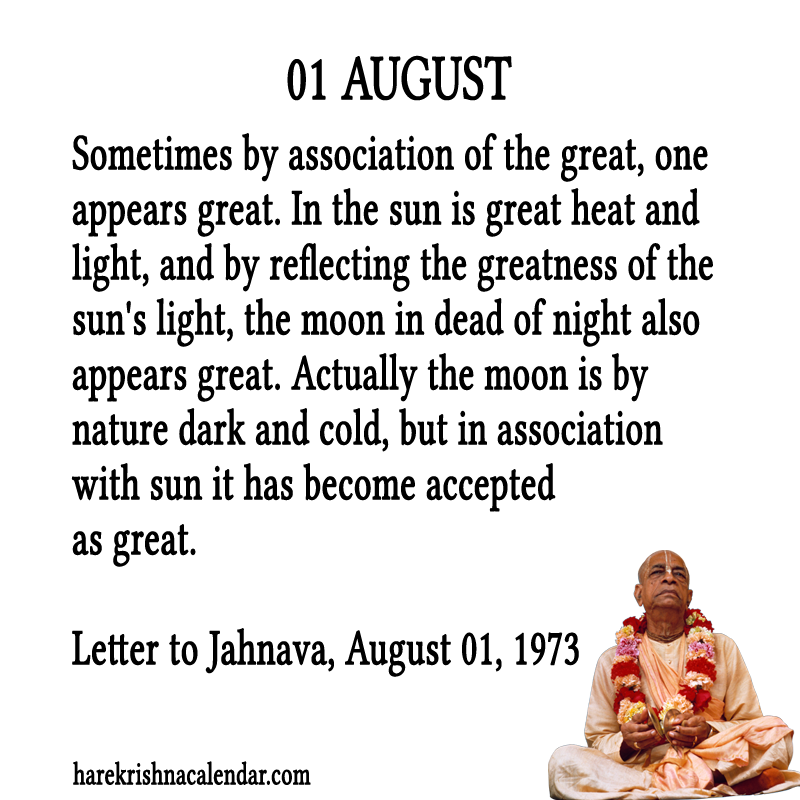 01 AUGUST
Sometimes by association of the great, one
appears great. In the sun is great heat and
light, and by reflecting the greatness of the
sun's light, the moon in dead of night also
appears great. Actually the moon is by
nature dark and cold, but in association
with sun it has become accepted
as great.
Letter to Jahnava, August 01, 1973
harekrishnacalendar.com